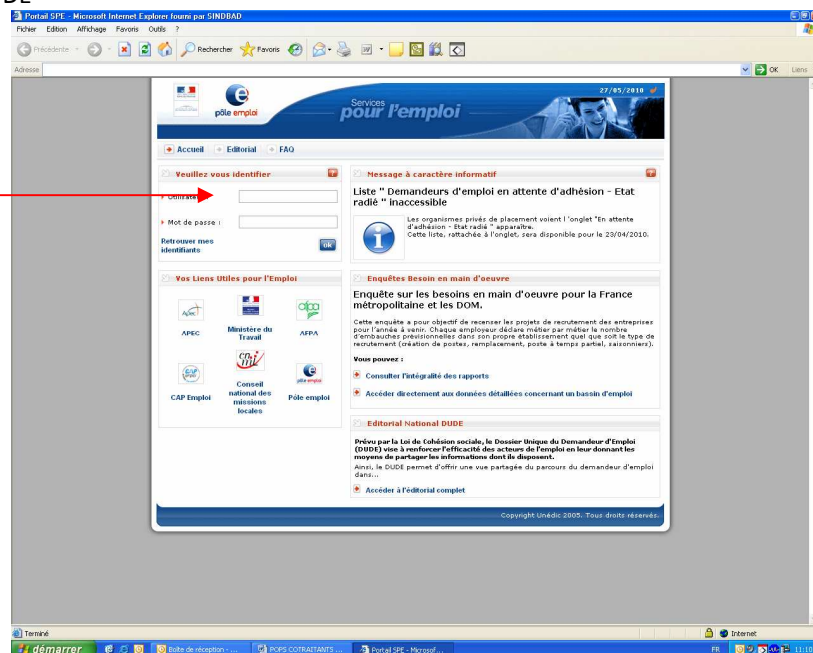 DE
Portail SPE - Microsoft Internet Explorer fourni par SINDBAD
Fichier Edition Affichage Favoris Outils ?
Précédente Rechercher Favoris
Adresse OK Liens
pôle emploi
Services
pour l'emploi
27/05/2010
Accueil Editorial FAQ
Veuillez vous identifier
Mot de passe :
Retrouver mes
identifiants
ok
Message à caractère informatif
Liste " Demandeurs d'emploi en attente d'adhésion - Etat
radié " inaccessible
Les organismes privés de placement voient l 'onglet "En attente
d'adhésion - Etat radié " apparaître.
Cette liste, rattachée à l'onglet, sera disponible pour le 23/04/2010.
Vos Liens Utiles pour l'Emploi
APEC
Ministère du
Travail
AFPA
CAP Emploi
Conseil
national des
missions
locales
Pôle emploi
Enquêtes Besoin en main d'oeuvre
Enquête sur les besoins en main d'oeuvre pour la France
métropolitaine et les DOM.
Cette enquête a pour objectif de recenser les projets de recrutement des entreprises
pour l'année à venir. Chaque employeur déclare métier par métier le nombre
d'embauches prévisionnelles dans son propre établissement quel que soit le type de
recrutement (création de postes, remplacement, poste à temps partiel, saisonniers).
Vous pouvez :
Consulter l'intégralité des rapports
Accéder directement aux données détaillées concernant un bassin d'emploi
Editorial National DUDE
Prévu par la Loi de Cohésion sociale, le Dossier Unique du Demandeur d'Emploi
(DUDE) vise à renforcer l'efficacité des acteurs de l'emploi en leur donnant les
moyens de partager les informations dont ils disposent.
Ainsi, le DUDE permet d'offrir une vue partagée du parcours du demandeur d'emploi
dans...
Accéder à l'éditorial complet
Copyright Unédic 2005. Tous droits réservés.
Terminé Internet
démarrer Boîte de réception - ... POPS COTRAITANTS ... Portail SPE - Microsof... FR 11:10